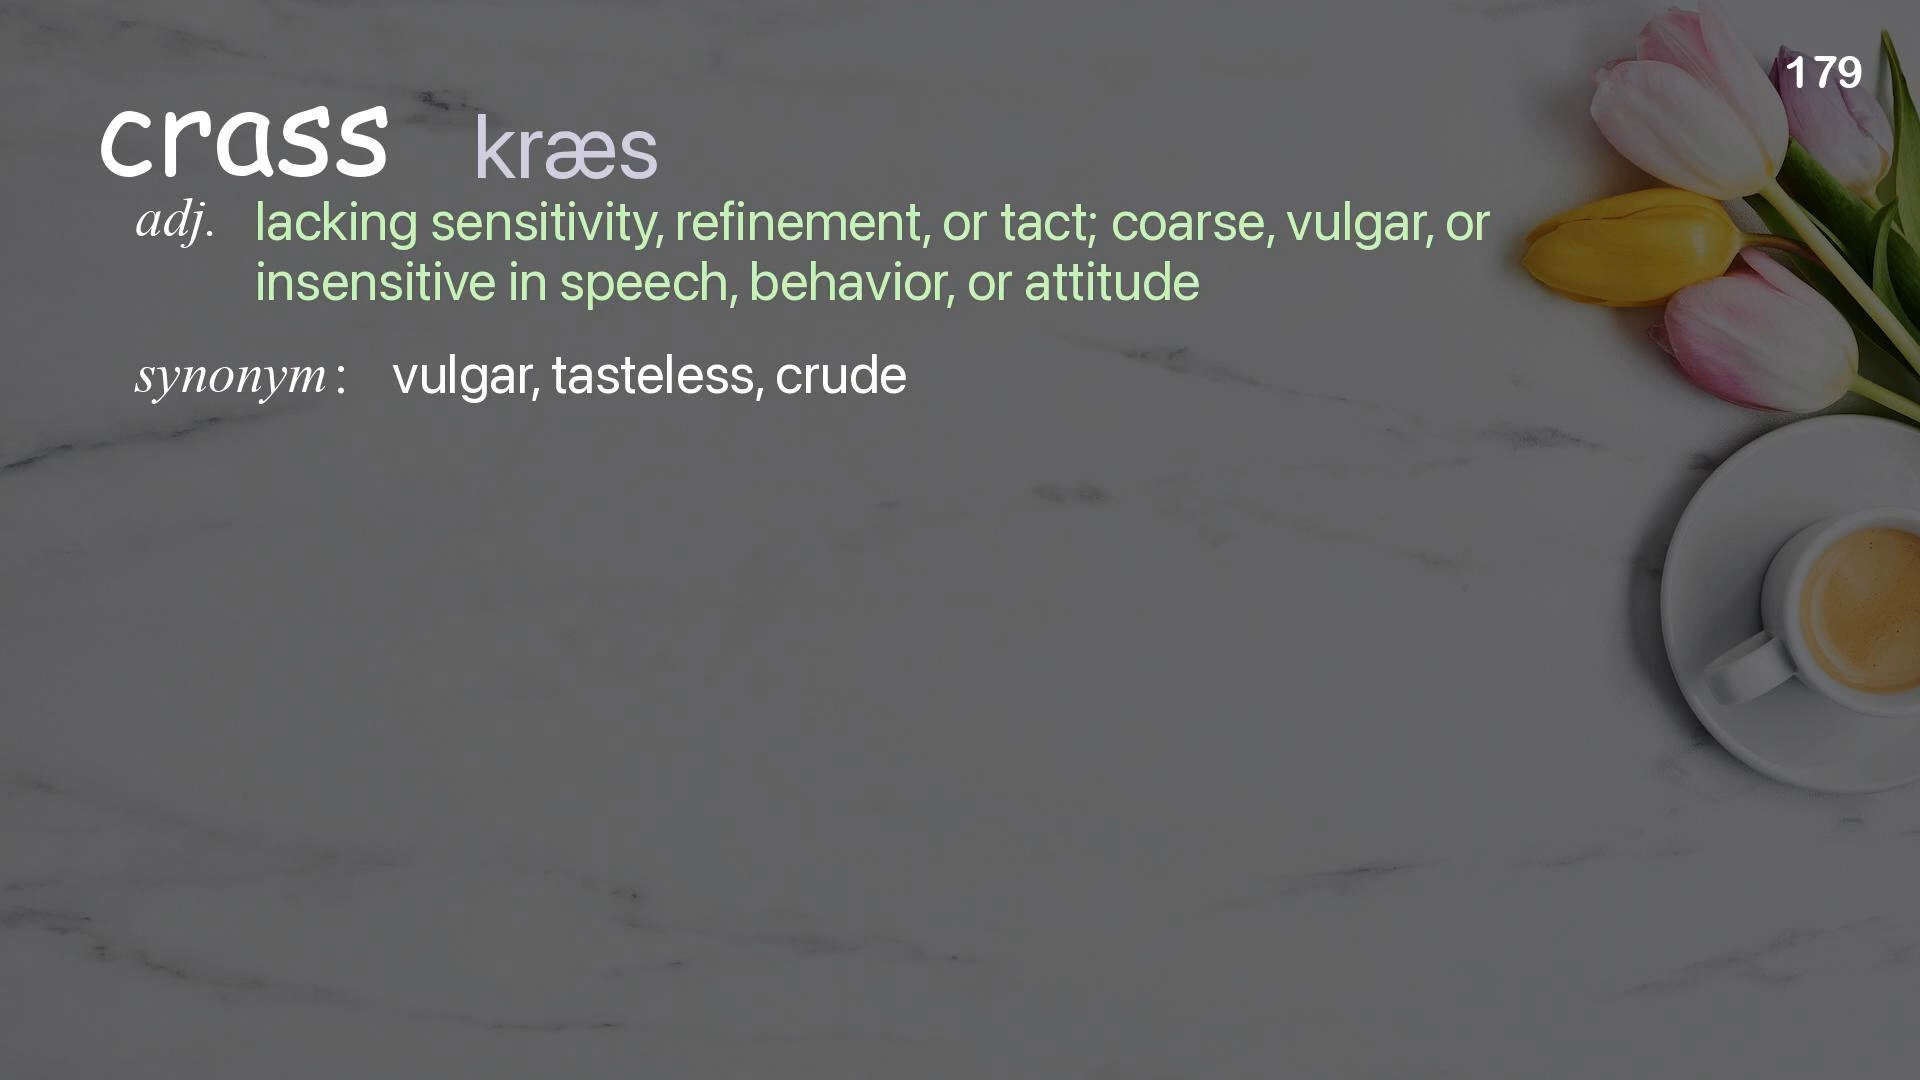 179
crass kræs
adj. lacking sensitivity, refinement, or tact; coarse, vulgar, or
insensitive in speech, behavior, or attitude
synonym: vulgar, tasteless, crude